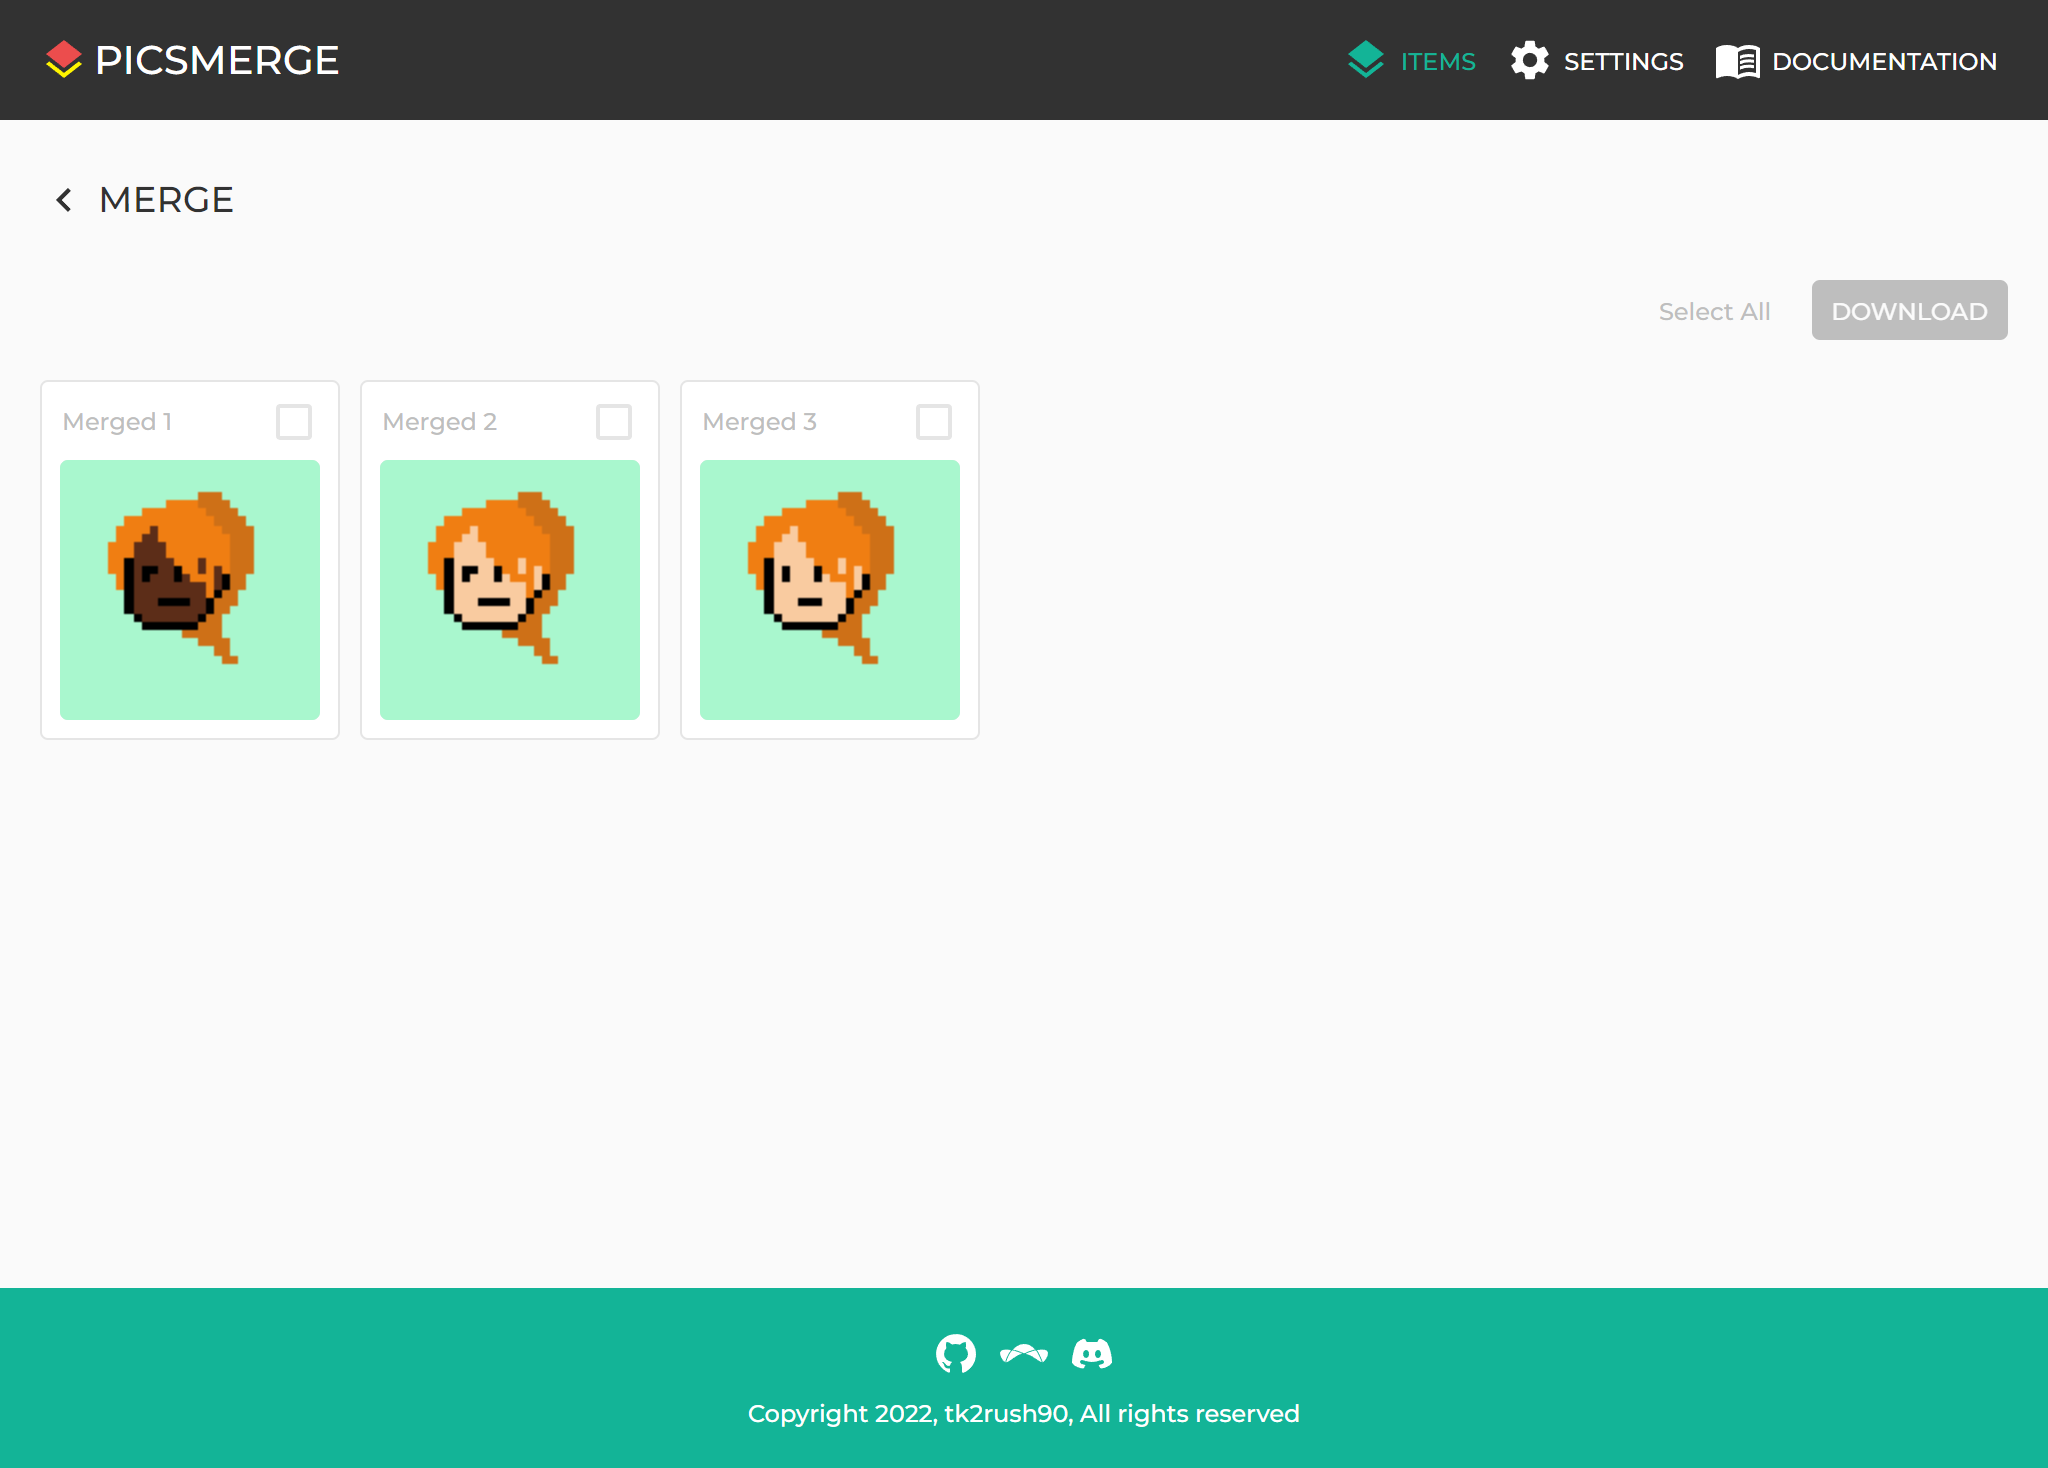 PICSMERGE
ITEMS
SETTINGS
DOCUMENTATION
MERGE
Select All
DOWNLOAD
Merged 1
Merged 2
Merged 3
Copyright 2022, tk2rush90, All rights reserved